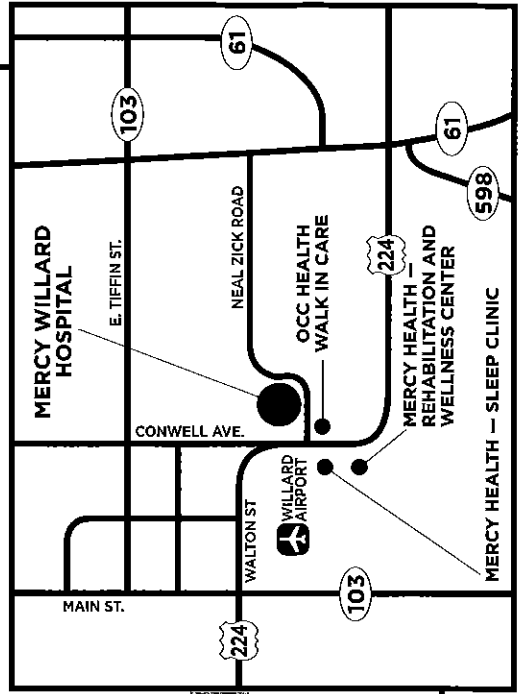 61
103
61
598
MERCY WILLARD
HOSPITAL
E. TIFFIN ST.
NEAL ZICK ROAD
OCC HEALTH
WALK IN CARE
224
MERCY HEALTH —
REHABILITATION AND
WELLNESS CENTER
MERCY HEALTH — SLEEP CLINIC
CONWELL AVE.
WILLARD
AIRPORT
WALTON ST
MAIN ST.
103
224